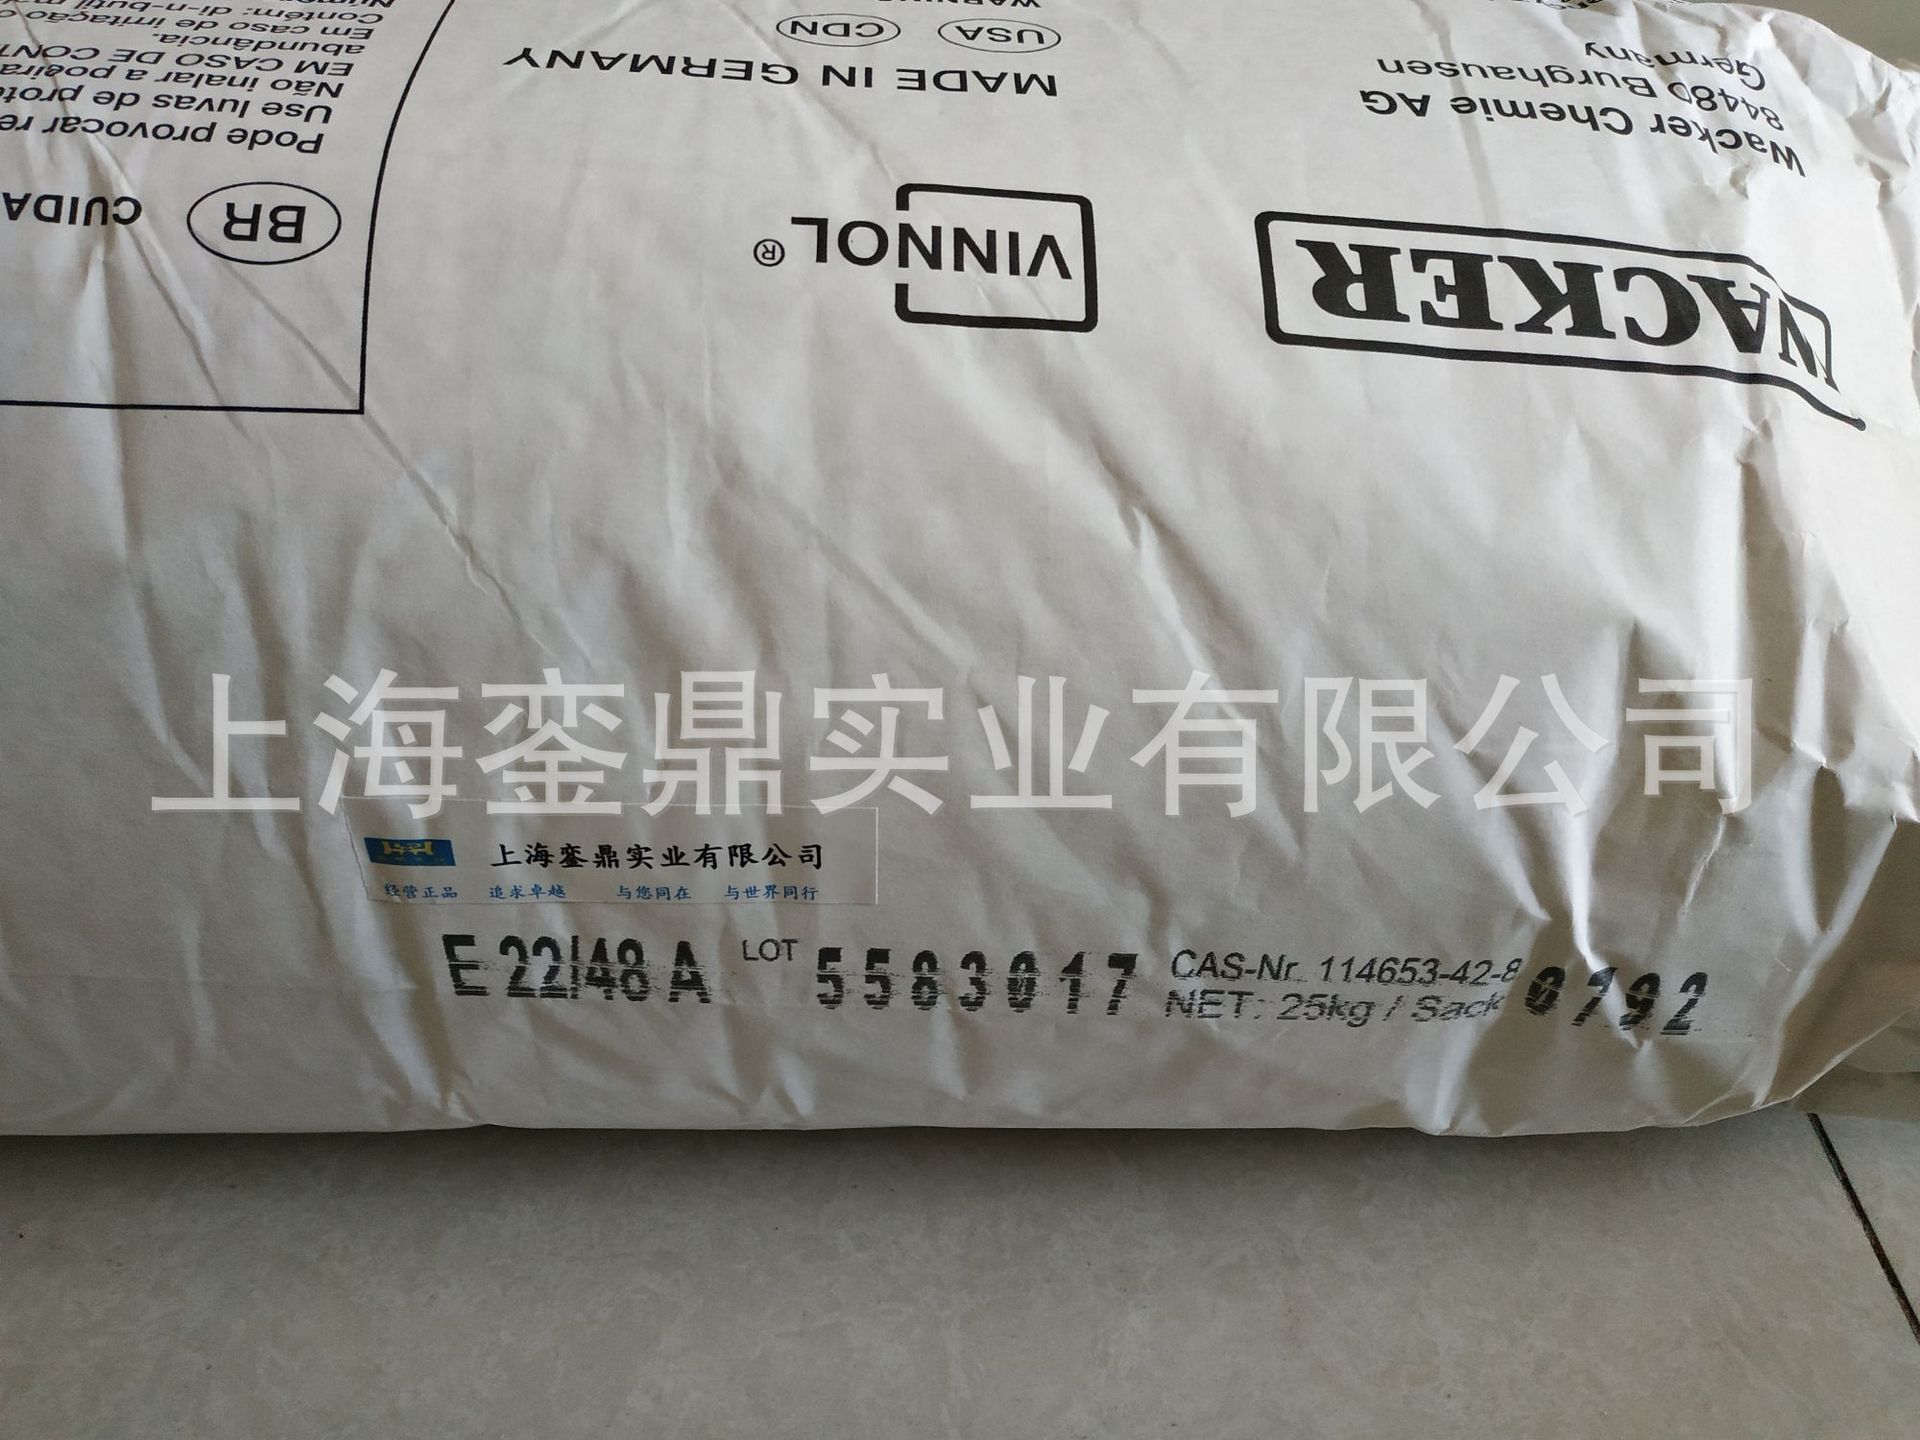 WACKER
Wacker Chemie AG
84480 Burghausen
Germany
VINNOL®
MADE IN GERMANY
USA CDN
BR CUIDA
Pode provocar re
Use luvas de prote
Não inalar a poeira
EM CASO DE CONT
abundância.
Em caso de irritação
Contém: di-n-butil
上海銮鼎实业有限公司
上海銮鼎实业有限公司
经营正品 追求卓越 与您同在 与世界同行
E 22/48 A LOT 5583017 CAS-Nr. 114653-42-8 0792
NET: 25kg / Sack